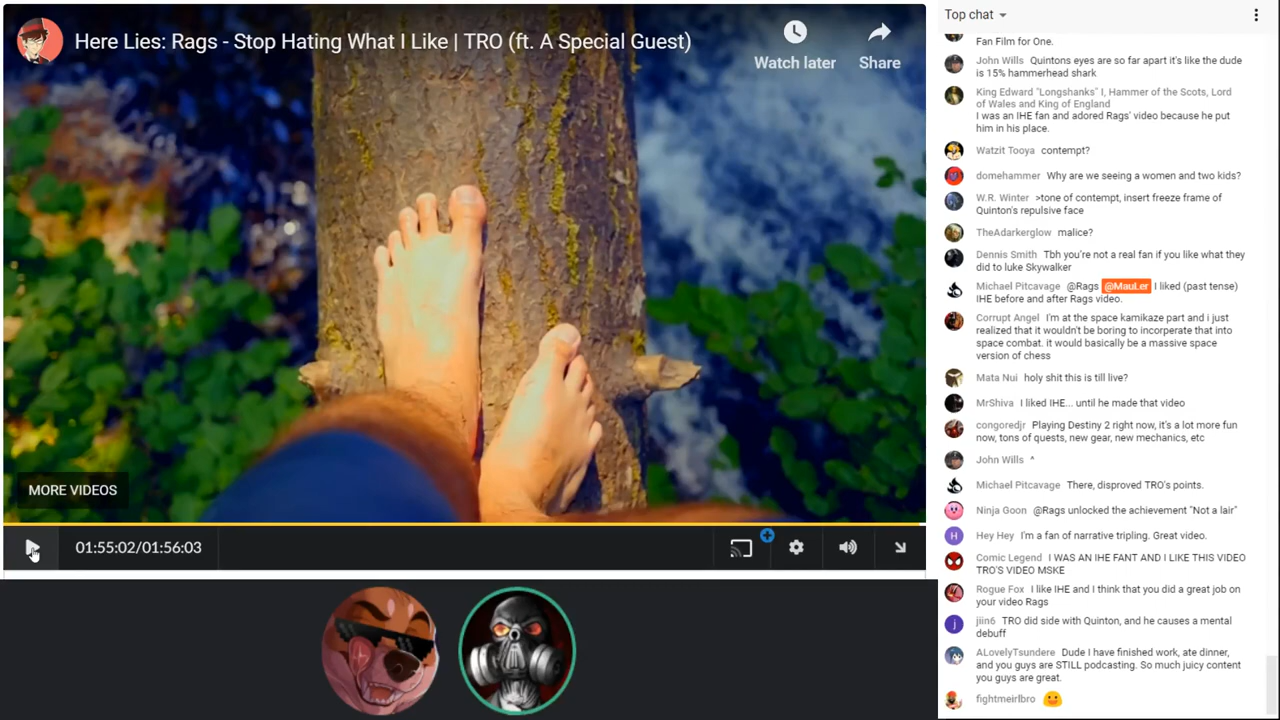 Here Lies: Rags - Stop Hating What I Like | TRO (ft. A Special Guest)
Watch later
Share
MORE VIDEOS
01:55:02/01:56:03
Top chat
Fan Film for One.
John Wills Quintons eyes are so far apart it's like the dude
is 15% hammerhead shark
King Edward "Longshanks" I, Hammer of the Scots, Lord
of Wales and King of England
I was an IHE fan and adored Rags' video because he put
him in his place.
Watzit Tooya contempt?
domehammer Why are we seeing a women and two kids?
W.R. Winter >tone of contempt, insert freeze frame of
Quinton's repulsive face
TheAdarkerglow malice?
Dennis Smith Tbh you're not a real fan if you like what they
did to luke Skywalker
Michael Pitcavage @Rags @MauLer I liked (past tense)
IHE before and after Rags video.
Corrupt Angel I'm at the space kamikaze part and i just
realized that it wouldn't be boring to incorperate that into
space combat. it would basically be a massive space
version of chess
Mata Nui holy shit this is till live?
MrShiva I liked IHE... until he made that video
congoredjr Playing Destiny 2 right now, it's a lot more fun
now, tons of quests, new gear, new mechanics, etc
John Wills ^
Michael Pitcavage There, disproved TRO's points.
Ninja Goon @Rags unlocked the achievement "Not a lair"
H
Hey Hey I'm a fan of narrative tripling. Great video.
Comic Legend I WAS AN IHE FANT AND I LIKE THIS VIDEO
TRO'S VIDEO MSKE
Rogue Fox I like IHE and I think that you did a great job on
your video Rags
j
jiin6 TRO did side with Quinton, and he causes a mental
debuff
ALovelyTsundere Dude I have finished work, ate dinner,
and you guys are STILL podcasting. So much juicy content
you guys are great.
fightmeirlbro